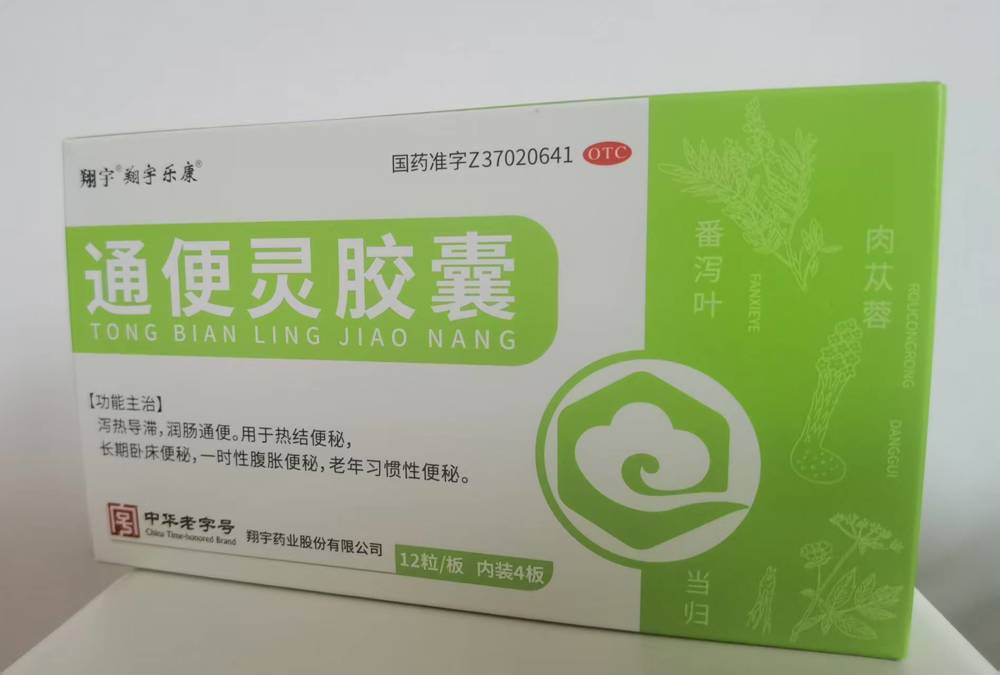 翔宇® 翔宇乐康®
国药准字Z37020641 OTC
通便灵胶囊
TONG BIAN LING JIAO NANG
【功能主治】
泻热导滞，润肠通便。用于热结便秘，
长期卧床便秘，一时性腹胀便秘，老年习惯性便秘。
中华老字号
China Time-honored Brand
翔宇药业股份有限公司
12粒/板 内装4板
番泻叶
FANXIEYE
肉苁蓉
ROUCONGRONG
当归
DANGGUI